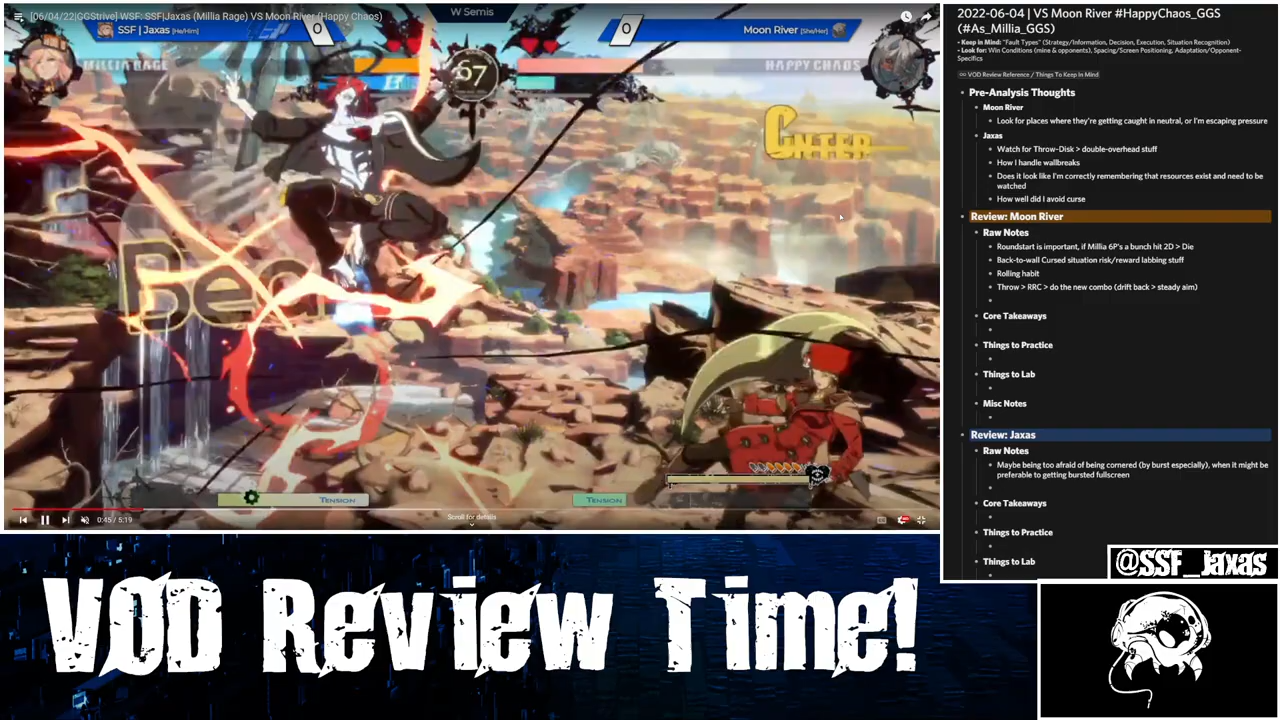 [06/04/22|GGStrive] WSF: SSF|Jaxas (Millia Rage) VS Moon River (Happy Chaos)
W Semis
SSF | Jaxas [He/Him]
0
0
Moon River [She/Her]
MILLIA RAGE
67
HAPPY CHAOS
COUNTER
Bea
TENSION
TENSION
0:45 / 5:19
Scroll for details
2022-06-04 | VS Moon River #HappyChaos_GGS
(#As_Millia_GGS)
- Keep in Mind: "Fault Types" (Strategy/Information, Decision, Execution, Situation Recognition)
- Look for: Win Conditions (mine & opponents), Spacing/Screen Positioning, Adaptation/Opponent-
Specifics
VOD Review Reference / Things To Keep In Mind
Pre-Analysis Thoughts
Moon River
Look for places where they're getting caught in neutral, or I'm escaping pressure
Jaxas
Watch for Throw-Disk > double-overhead stuff
How I handle wallbreaks
Does it look like I'm correctly remembering that resources exist and need to be
watched
How well did I avoid curse
Review: Moon River
Raw Notes
Roundstart is important, if Millia 6P's a bunch hit 2D > Die
Back-to-wall Cursed situation risk/reward labbing stuff
Rolling habit
Throw > RRC > do the new combo (drift back > steady aim)
Core Takeaways
Things to Practice
Things to Lab
Misc Notes
Review: Jaxas
Raw Notes
Maybe being too afraid of being cornered (by burst especially), when it might be
preferable to getting bursted fullscreen
Core Takeaways
Things to Practice
Things to Lab
@SSF_Jaxas
VOD Review Time!